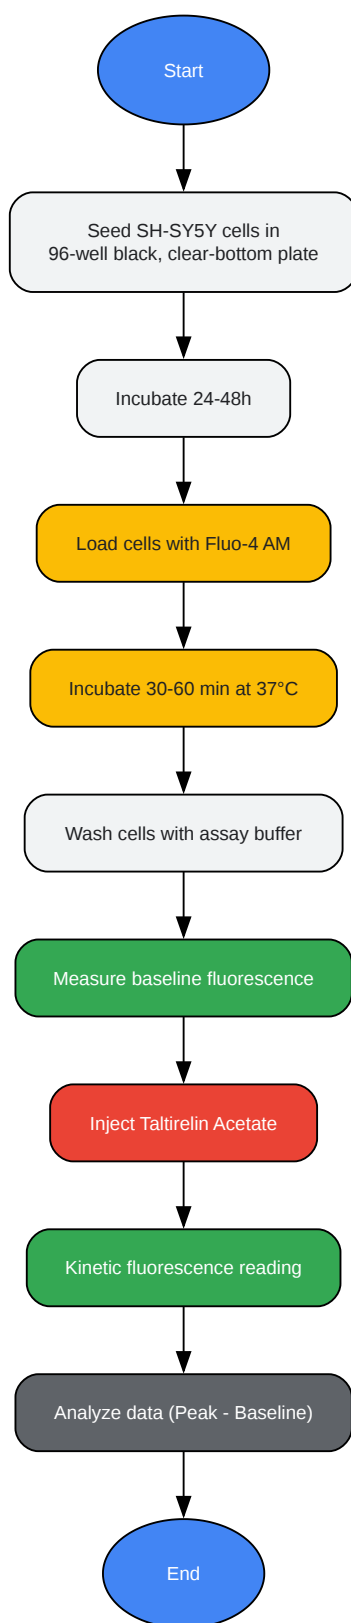 Start
Seed SH-SY5Y cells in
96-well black, clear-bottom plate
Incubate 24-48h
Load cells with Fluo-4 AM
Incubate 30-60 min at 37°C
Wash cells with assay buffer
Measure baseline fluorescence
Inject Taltirelin Acetate
Kinetic fluorescence reading
Analyze data (Peak - Baseline)
End